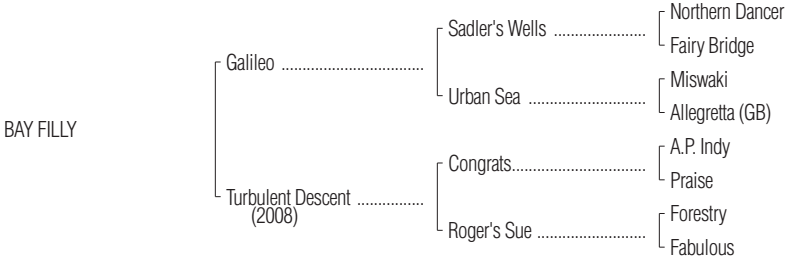 Northern Dancer
Sadler's Wells ........................
Fairy Bridge
Galileo .....................................
Miswaki
Urban Sea ..............................
Allegretta (GB)
BAY FILLY
A.P. Indy
Congrats...................................
Praise
Turbulent Descent .................
(2008)
Forestry
Roger's Sue ............................
Fabulous